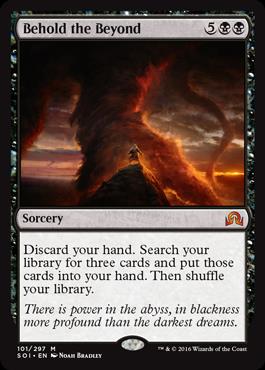 Behold the Beyond 5
Sorcery
Discard your hand. Search your
library for three cards and put those
cards into your hand. Then shuffle
your library.
There is power in the abyss, in blackness
more profound than the darkest dreams.
101/297 M
SOI • EN Noah Bradley
™ & © 2016 Wizards of the Coast